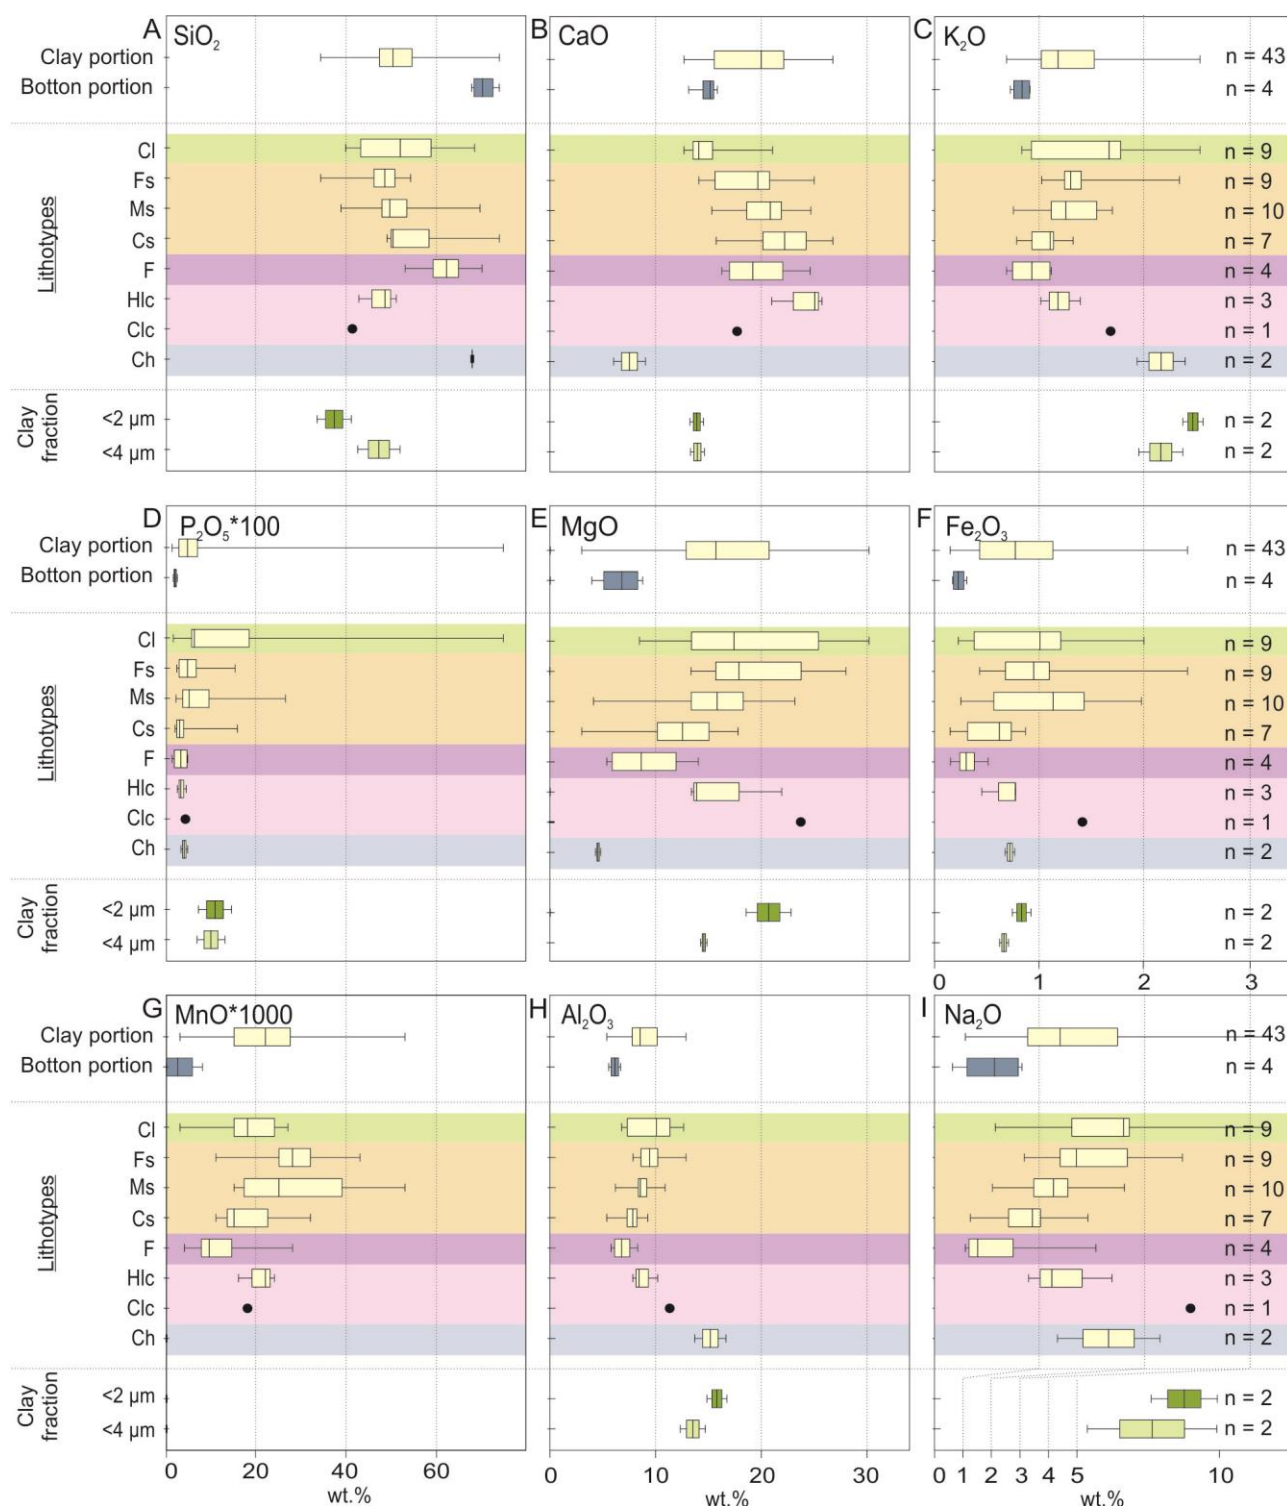 A SiO₂ B CaO C K₂O
Clay portion n = 43
Botton portion n = 4
Lithotypes
Cl n = 9
Fs n = 9
Ms n = 10
Cs n = 7
F n = 4
Hlc n = 3
Clc n = 1
Ch n = 2
Clay fraction
<2 µm n = 2
<4 µm n = 2
D P₂O₅*100 E MgO F Fe₂O₃
Clay portion n = 43
Botton portion n = 4
Lithotypes
Cl n = 9
Fs n = 9
Ms n = 10
Cs n = 7
F n = 4
Hlc n = 3
Clc n = 1
Ch n = 2
Clay fraction
<2 µm n = 2
<4 µm n = 2
0 1 2 3
G MnO*1000 H Al₂O₃ I Na₂O
Clay portion n = 43
Botton portion n = 4
Lithotypes
Cl n = 9
Fs n = 9
Ms n = 10
Cs n = 7
F n = 4
Hlc n = 3
Clc n = 1
Ch n = 2
Clay fraction
<2 µm n = 2
<4 µm n = 2
0 20 40 60 10 20 30 0 1 2 3 4 5 10
wt.% wt.% wt.%